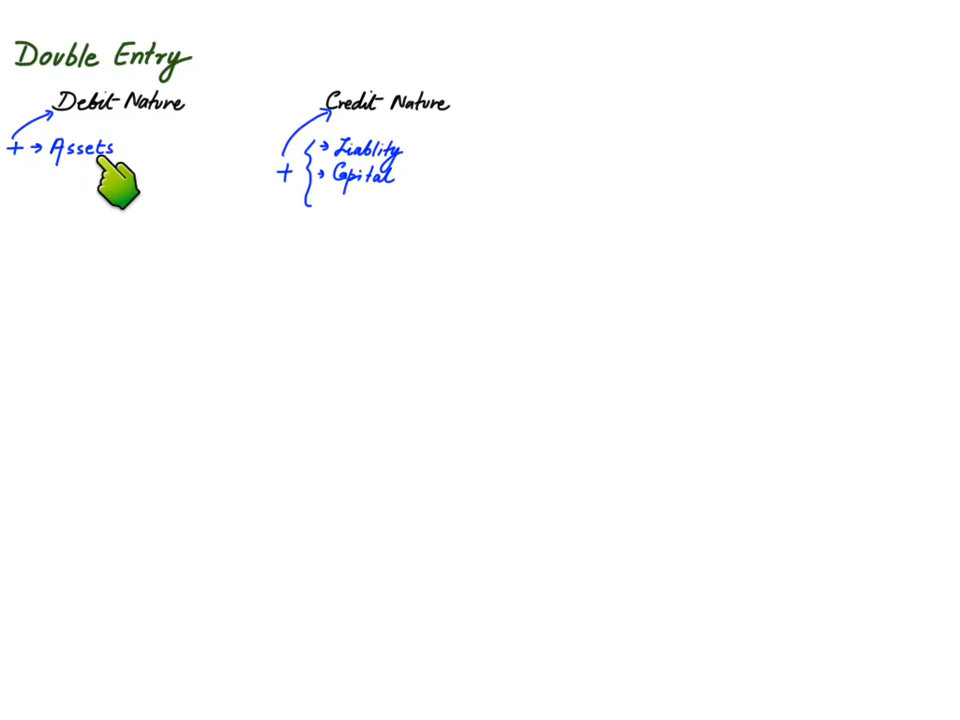 Double Entry
Debit Nature
Credit Nature
+ → Assets
+ { → Liablity
→ Capital